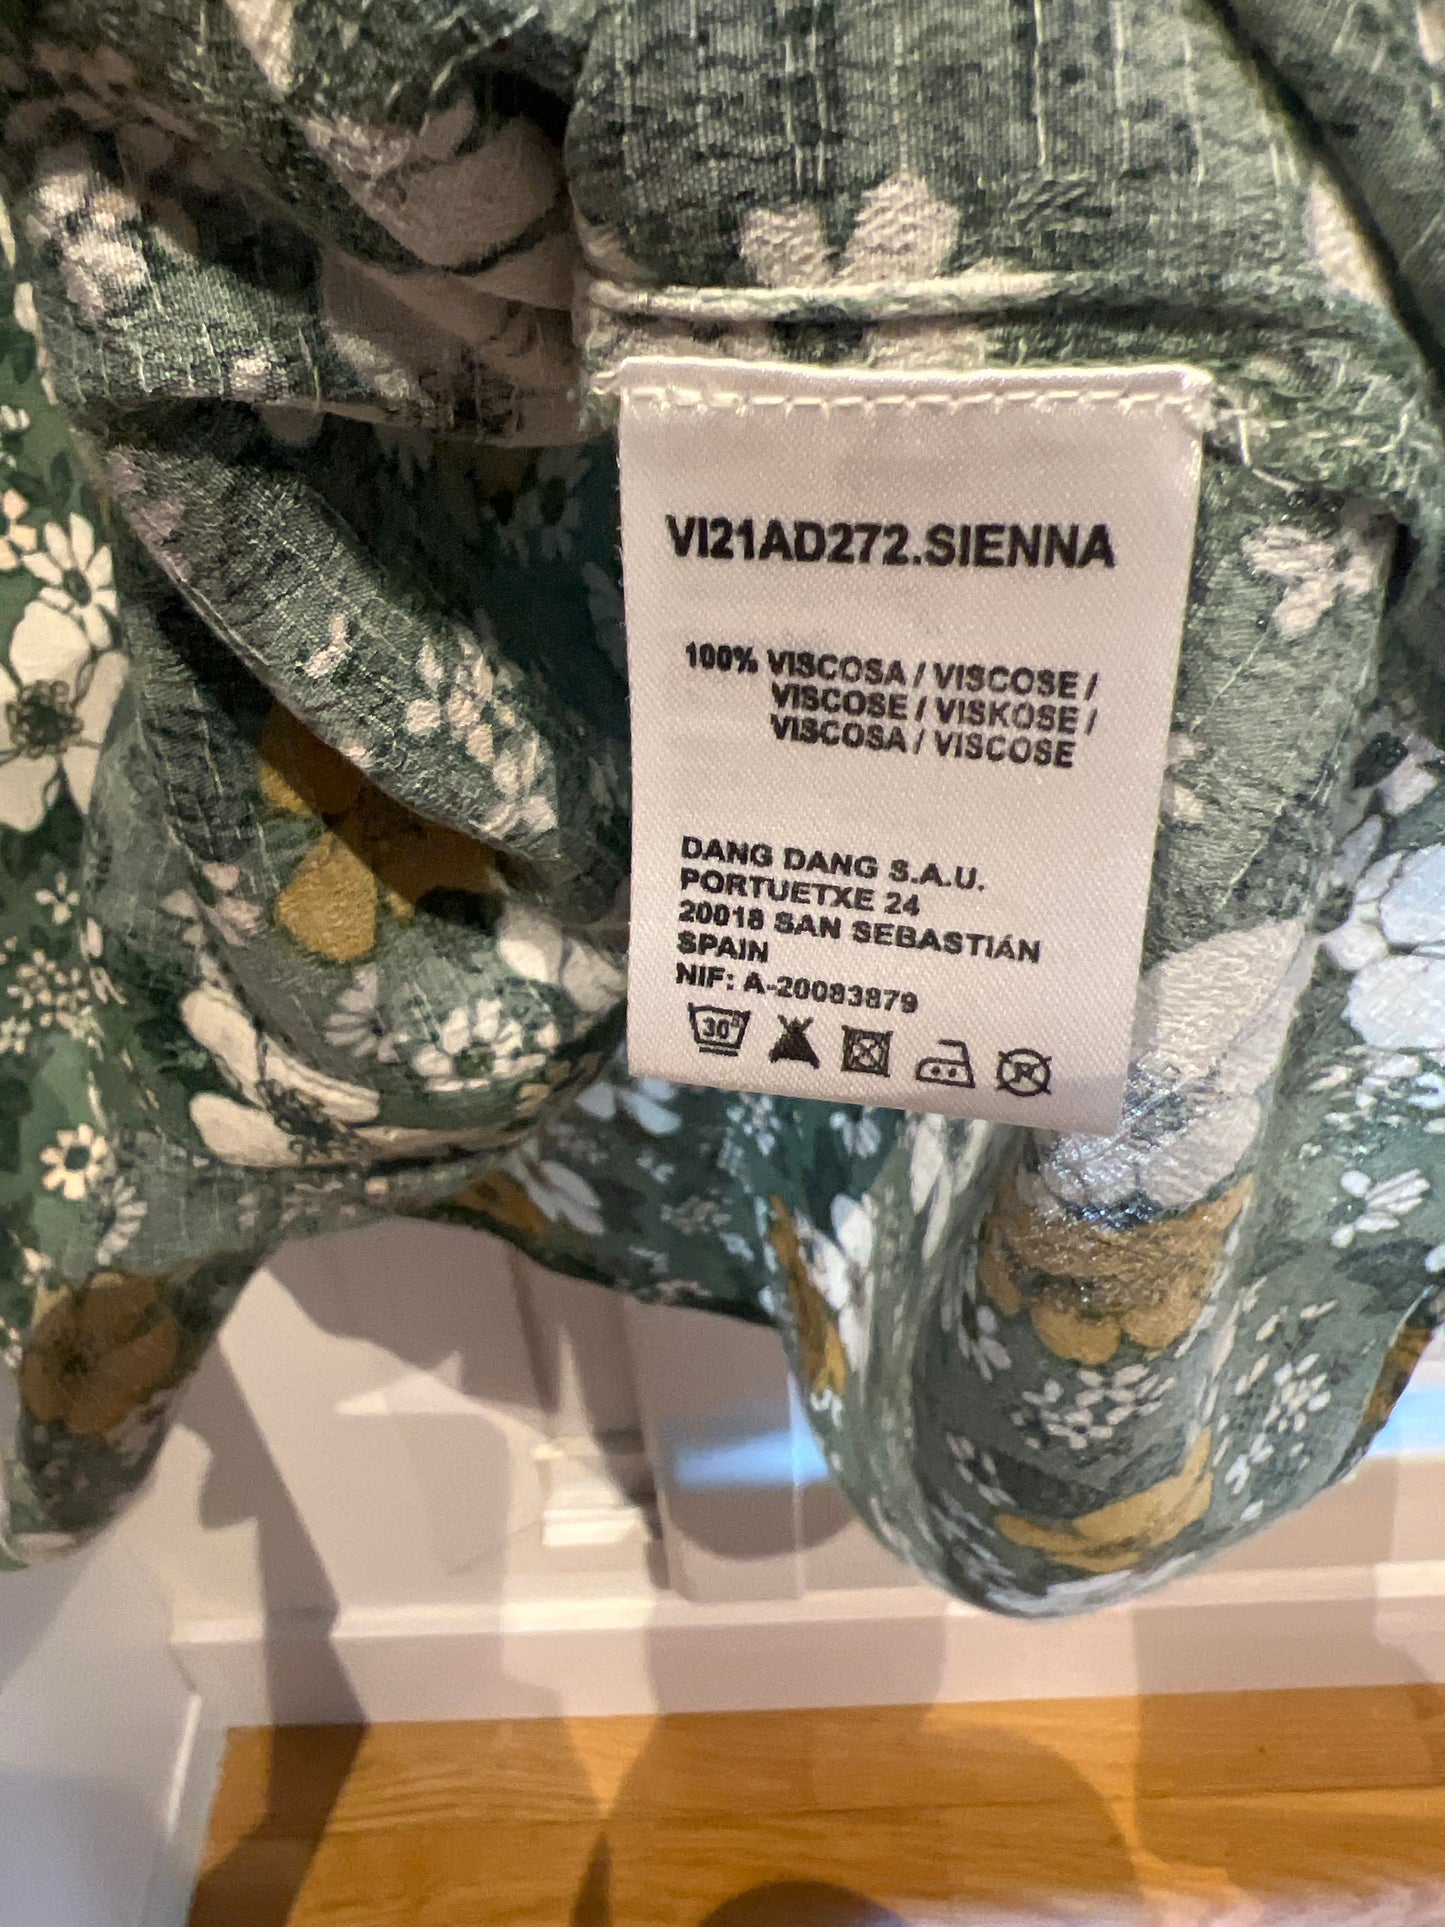 VI21AD272.SIENNA
100% VISCOSA / VISCOSE /
VISCOSE / VISKOSE /
VISCOSA / VISCOSE
DANG DANG S.A.U.
PORTUETXE 24
20018 SAN SEBASTIÁN
SPAIN
NIF: A-20083879
30°